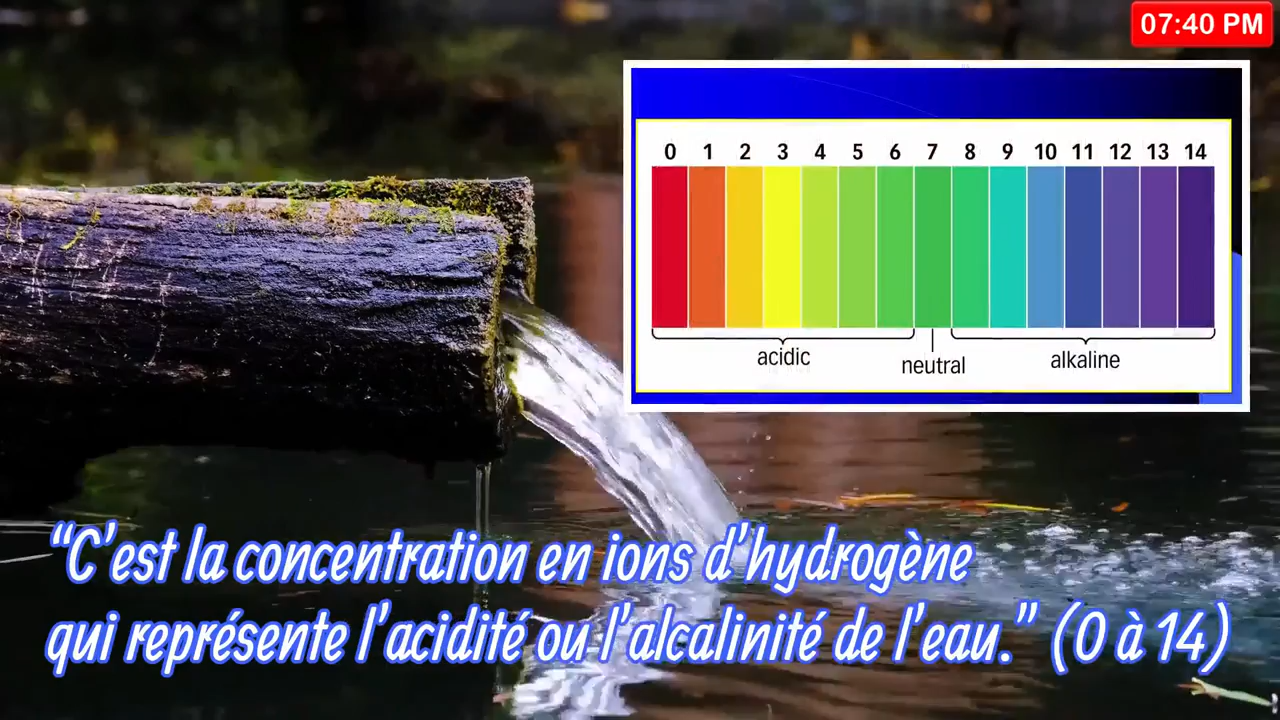 07:40 PM
0 1 2 3 4 5 6 7 8 9 10 11 12 13 14
acidic neutral alkaline
“C'est la concentration en ions d'hydrogène
qui représente l'acidité ou l'alcalinité de l'eau.” (0 à 14)